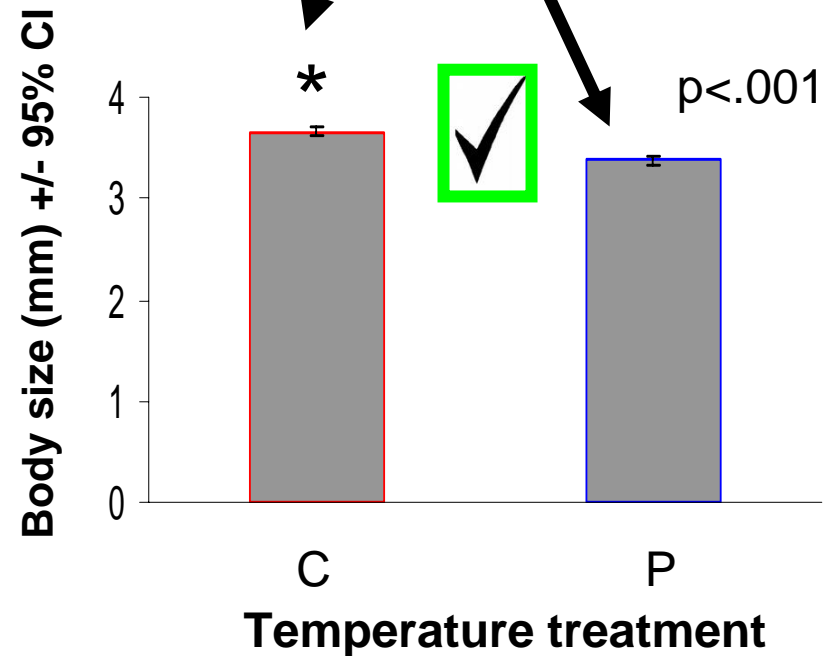 Body size (mm) +/- 95% CI
*
p<.001
4
3
2
1
0
C P
Temperature treatment